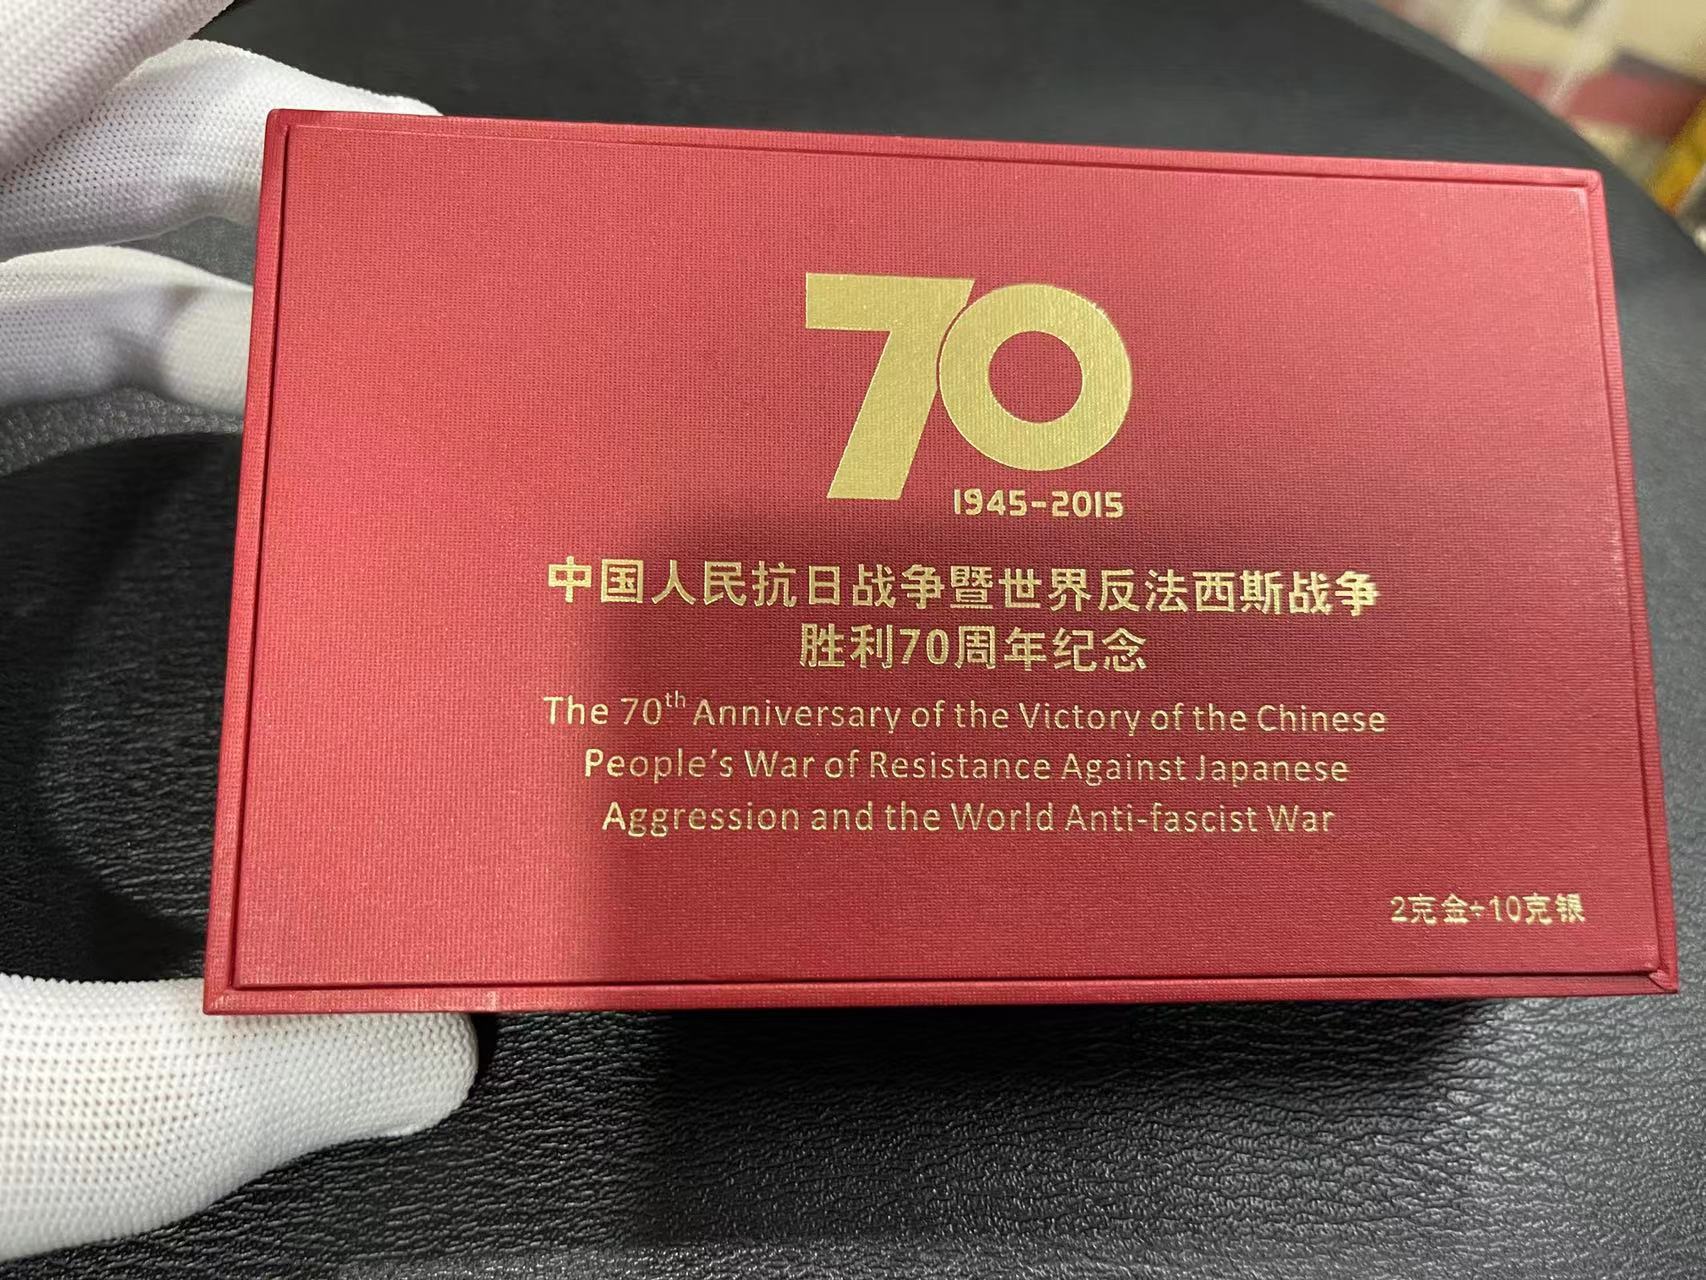 70
1945-2015
中国人民抗日战争暨世界反法西斯战争
胜利70周年纪念
The 70th Anniversary of the Victory of the Chinese
People's War of Resistance Against Japanese
Aggression and the World Anti-fascist War
2克金+10克银